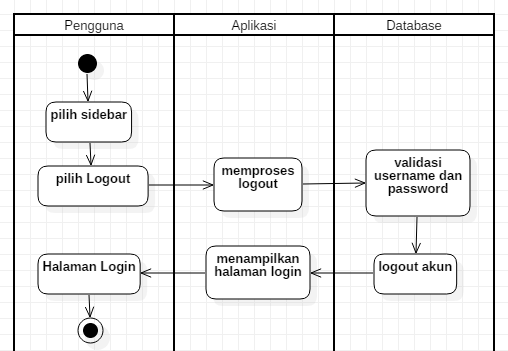 Pengguna
Aplikasi
Database
pilih sidebar
pilih Logout
memproses
logout
validasi
username dan
password
logout akun
menampilkan
halaman login
Halaman Login